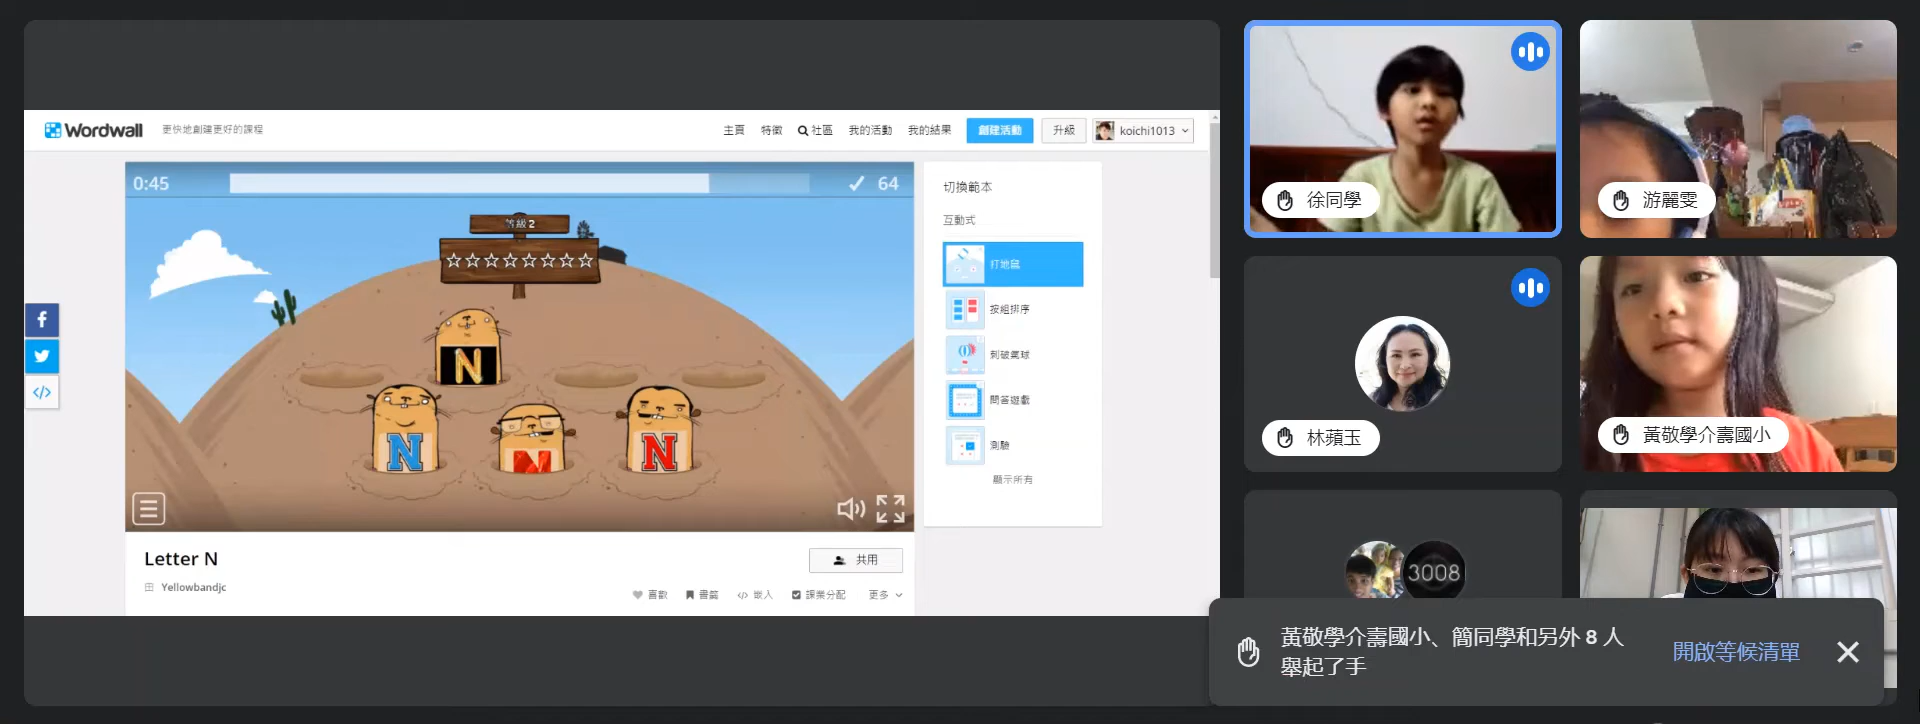 Wordwall 更快地創建更好的課程
主頁 特徵 社區 我的活動 我的結果 創建活動 升級 koichi1013
0:45 64
等級 2
N
N
N
N
切換範本
互動式
打地鼠
按組排序
刺破氣球
問答遊戲
測驗
顯示所有
f
</>
Letter N
共用
Yellowbandjc
喜歡 書籤 </> 嵌入 課業分配 更多
徐同學
游麗雯
林蘋玉
黃敬學介壽國小
3008
黃敬學介壽國小、簡同學和另外 8 人
舉起了手
開啟等候清單